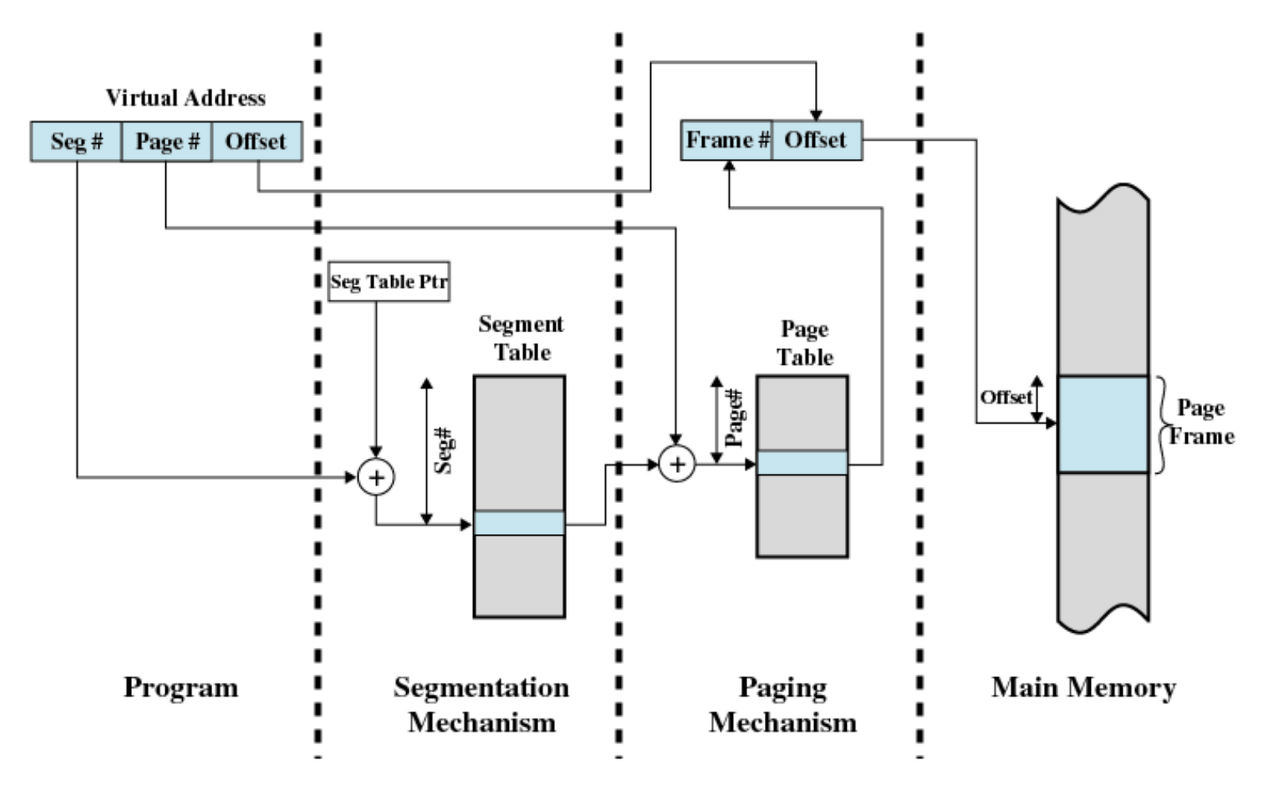 Virtual Address
Seg # Page # Offset
Frame # Offset
Seg Table Ptr
Segment
Table
Page
Table
Seg#
Page#
+
+
Offset
Page
Frame
Program
Segmentation
Mechanism
Paging
Mechanism
Main Memory